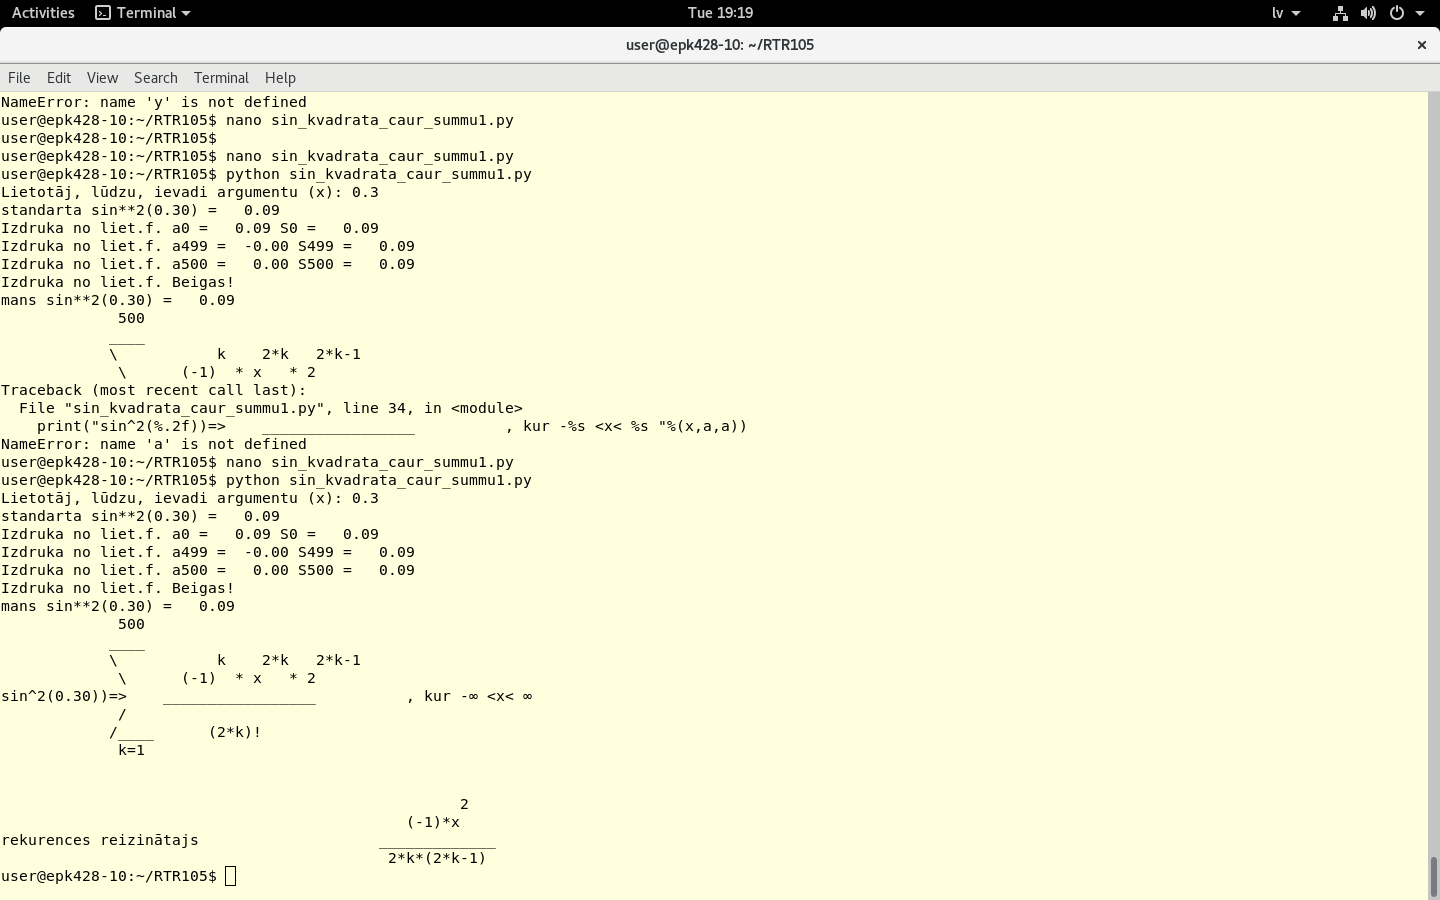 Activities Terminal Tue 19:19 lv
user@epk428-10: ~/RTR105
File Edit View Search Terminal Help
NameError: name 'y' is not defined
user@epk428-10:~/RTR105$ nano sin_kvadrata_caur_summu1.py
user@epk428-10:~/RTR105$
user@epk428-10:~/RTR105$ nano sin_kvadrata_caur_summu1.py
user@epk428-10:~/RTR105$ python sin_kvadrata_caur_summu1.py
Lietotāj, lūdzu, ievadi argumentu (x): 0.3
standarta sin**2(0.30) =   0.09
Izdruka no liet.f. a0 =   0.09 S0 =   0.09
Izdruka no liet.f. a499 =  -0.00 S499 =   0.09
Izdruka no liet.f. a500 =   0.00 S500 =   0.09
Izdruka no liet.f. Beigas!
mans sin**2(0.30) =   0.09
             500
            ____
            \           k    2*k   2*k-1
             \      (-1)  * x   * 2
Traceback (most recent call last):
  File "sin_kvadrata_caur_summu1.py", line 34, in <module>
    print("sin^2(%.2f))=>    _________________          , kur -%s <x< %s "%(x,a,a))
NameError: name 'a' is not defined
user@epk428-10:~/RTR105$ nano sin_kvadrata_caur_summu1.py
user@epk428-10:~/RTR105$ python sin_kvadrata_caur_summu1.py
Lietotāj, lūdzu, ievadi argumentu (x): 0.3
standarta sin**2(0.30) =   0.09
Izdruka no liet.f. a0 =   0.09 S0 =   0.09
Izdruka no liet.f. a499 =  -0.00 S499 =   0.09
Izdruka no liet.f. a500 =   0.00 S500 =   0.09
Izdruka no liet.f. Beigas!
mans sin**2(0.30) =   0.09
             500
            ____
            \           k    2*k   2*k-1
             \      (-1)  * x   * 2
sin^2(0.30))=>    _________________          , kur -∞ <x< ∞
             /
            /____      (2*k)!
             k=1
                                                   2
                                             (-1)*x
rekurences reizinātajs                    _____________
                                           2*k*(2*k-1)
user@epk428-10:~/RTR105$